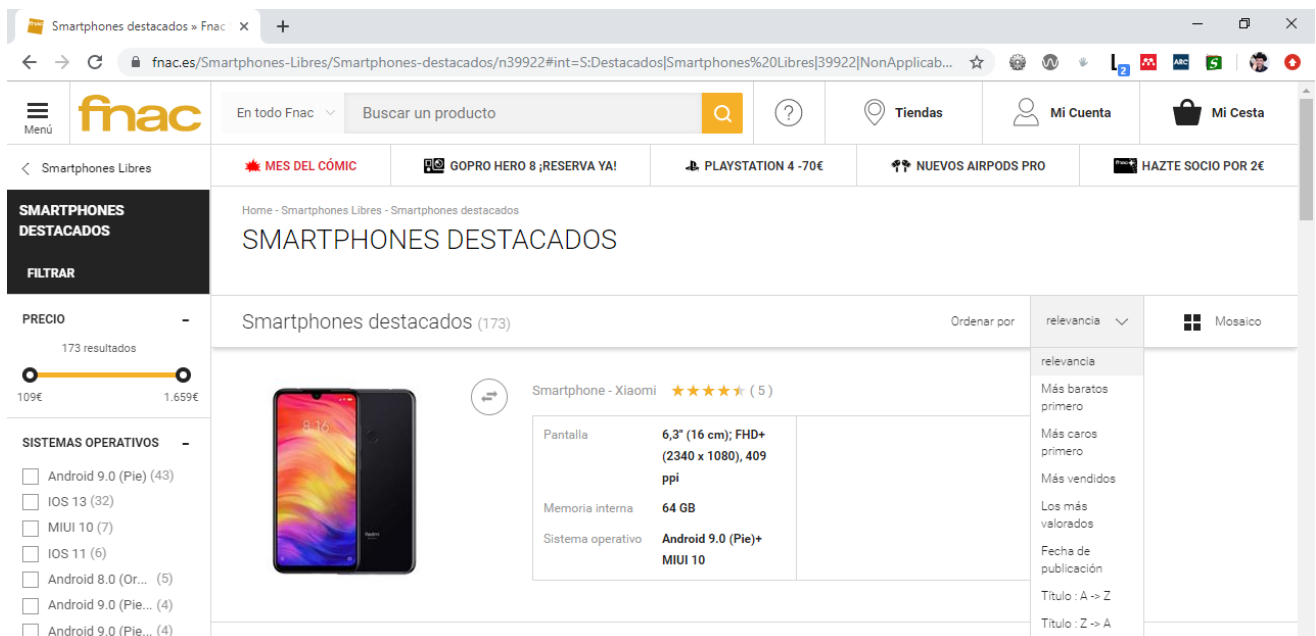 Smartphones destacados » Fnac
fnac.es/Smartphones-Libres/Smartphones-destacados/n39922#int=S:Destacados|Smartphones%20Libres|39922|NonApplicab...
2
ARC
S
Menú
fnac
En todo Fnac
Buscar un producto
?
Tiendas
Mi Cuenta
Mi Cesta
Smartphones Libres
MES DEL CÓMIC
GOPRO HERO 8 ¡RESERVA YA!
PLAYSTATION 4 -70€
NUEVOS AIRPODS PRO
HAZTE SOCIO POR 2€
SMARTPHONES
DESTACADOS
FILTRAR
Home - Smartphones Libres - Smartphones destacados
SMARTPHONES DESTACADOS
PRECIO
173 resultados
109€ 1.659€
SISTEMAS OPERATIVOS
Android 9.0 (Pie) (43)
IOS 13 (32)
MIUI 10 (7)
IOS 11 (6)
Android 8.0 (Or... (5)
Android 9.0 (Pie... (4)
Android 9.0 (Pie... (4)
Smartphones destacados (173)
Ordenar por
relevancia
Mosaico
relevancia
Más baratos
primero
Más caros
primero
Más vendidos
Los más
valorados
Fecha de
publicación
Título : A -> Z
Título : Z -> A
8:16
Redmi
Smartphone - Xiaomi
( 5 )
Pantalla 6,3" (16 cm); FHD+
(2340 x 1080), 409
ppi
Memoria interna 64 GB
Sistema operativo Android 9.0 (Pie)+
MIUI 10